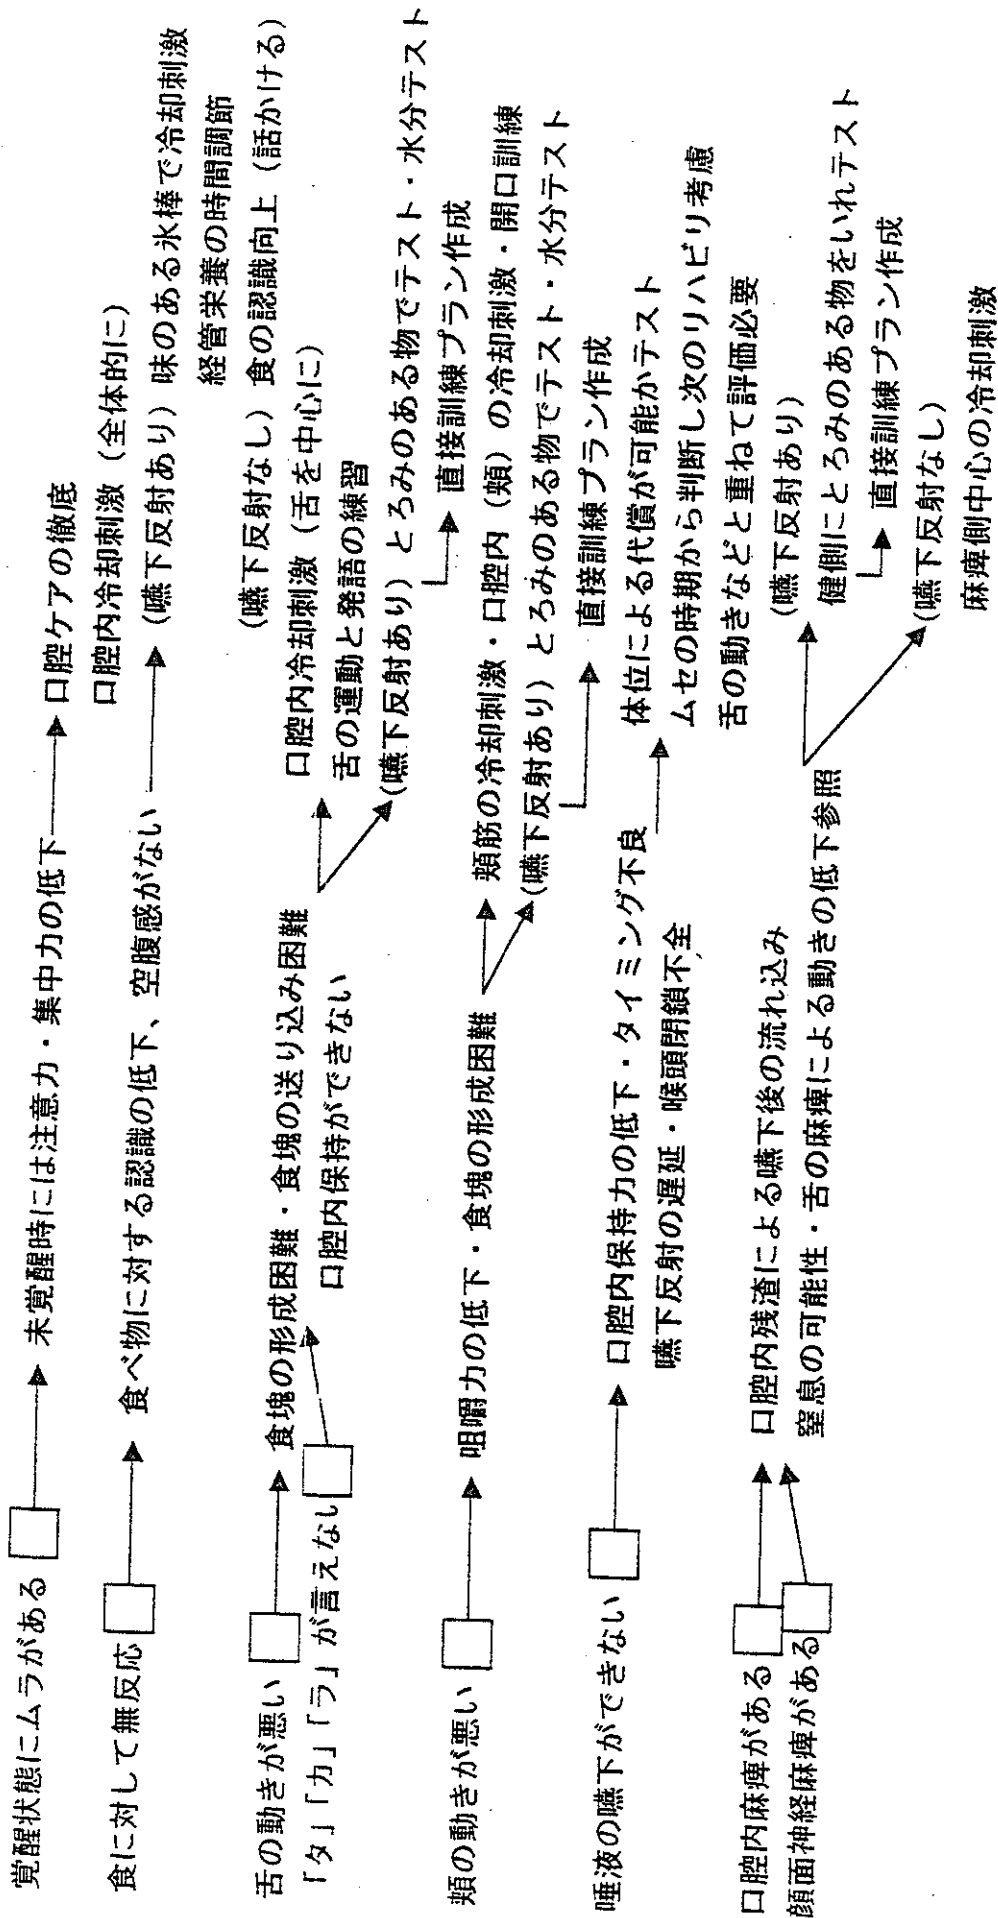 覚醒状態にムラがある
未覚醒時には注意力・集中力の低下
口腔ケアの徹底
口腔内冷却刺激（全体的に）
食に対して無反応
食べ物に対する認識の低下、空腹感がない
(嚥下反射あり）味のある氷棒で冷却刺激
経管栄養の時間調節
(嚥下反射なし）食の認識向上（話かける）
舌の動きが悪い
「タ」「カ」「ラ」が言えない
食塊の形成困難・食塊の送り込み困難
口腔内保持ができない
口腔内冷却刺激（舌を中心に）
舌の運動と発語の練習
(嚥下反射あり）とろみのある物でテスト・水分テスト
直接訓練プラン作成
頬の動きが悪い
咀嚼力の低下・食塊の形成困難
頬筋の冷却刺激・口腔内（頬）の冷却刺激・開口訓練
(嚥下反射あり）とろみのある物でテスト・水分テスト
直接訓練プラン作成
唾液の嚥下ができない
口腔内保持力の低下・タイミング不良
嚥下反射の遅延・喉頭閉鎖不全
体位による代償が可能かテスト
ムセの時期から判断し次のリハビリ考慮
舌の動きなどと重ねて評価必要
口腔内麻痺がある
顔面神経麻痺がある
口腔内残渣による嚥下後の流れ込み
窒息の可能性・舌の麻痺による動きの低下参照
(嚥下反射あり）
健側にとろみのある物をいれテスト
直接訓練プラン作成
(嚥下反射なし）
麻痺側中心の冷却刺激